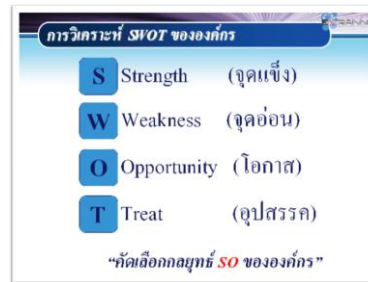 การวิเคราะห์ SWOT ขององค์กร
S Strength (จุดแข็ง)
W Weakness (จุดอ่อน)
O Opportunity (โอกาส)
T Treat (อุปสรรค)
“คัดเลือกกลยุทธ์ SO ขององค์กร”